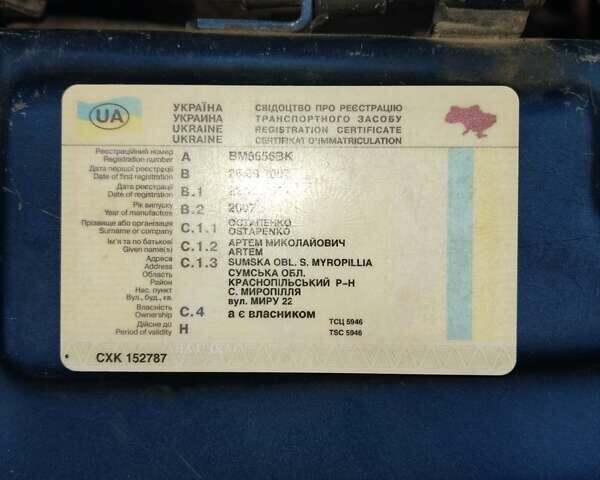 UA
УКРАЇНА
УКРАИНА
UKRAINE
UKRAINE
СВІДОЦТВО ПРО РЕЄСТРАЦІЮ
ТРАНСПОРТНОГО ЗАСОБУ
REGISTRATION CERTIFICATE
CERTIFICAT D'IMMATRICULATION
Реєстраційний номер
Registration number A BM6656BK
Дата першої реєстрації
Date of first registration B
Дата реєстрації
Date of registration B.1
Рік випуску
Year of manufacture B.2 2007
Прізвище або організація
Surname or company C.1.1 ОСТАПЕНКО
OSTAPENKO
Ім'я та по батькові
Given name(s) C.1.2 АРТЕМ МИКОЛАЙОВИЧ
ARTEM
Адреса
Address C.1.3 SUMSKA OBL. S. MYROPILLIA
Область СУМСЬКА ОБЛ.
Район КРАСНОПІЛЬСЬКИЙ Р-Н
Нас. пункт С. МИРОПІЛЛЯ
Вул., буд., кв. вул. МИРУ 22
Власність
Ownership C.4 а є власником
Дійсне до
Period of validity H
ТСЦ 5946
TSC 5946
СХК 152787